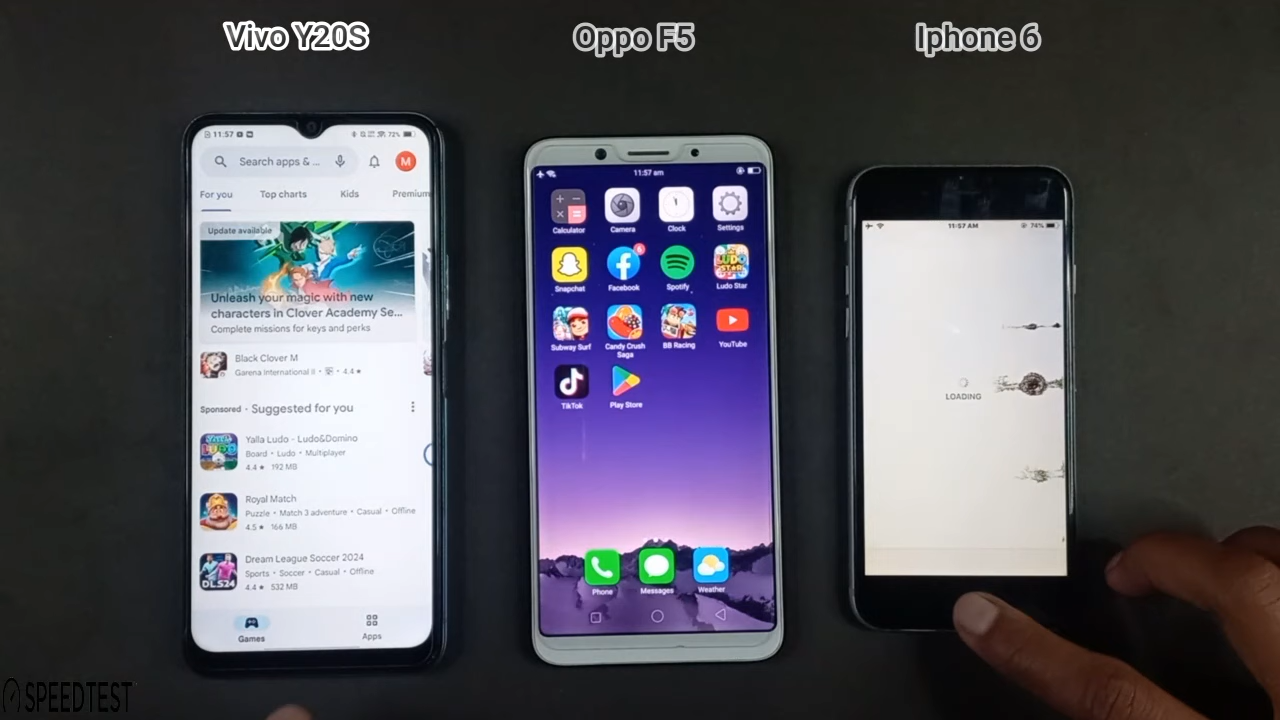 Vivo Y20S
Oppo F5
Iphone 6
11:57
72%
Search apps & ...
M
For you
Top charts
Kids
Premium
Update available
Unleash your magic with new
characters in Clover Academy Se...
Complete missions for keys and perks
Black Clover M
Garena International II
4.4 ★
Sponsored · Suggested for you
Yalla Ludo - Ludo&Domino
Board • Ludo • Multiplayer
4.4 ★ 192 MB
Royal Match
Puzzle • Match 3 adventure • Casual • Offline
4.5 ★ 166 MB
Dream League Soccer 2024
Sports • Soccer • Casual • Offline
4.4 ★ 532 MB
DLS24
Games
Apps
11:57 am
Calculator
Camera
Clock
Settings
Snapchat
6
Facebook
Spotify
LUDO
STAR
Ludo Star
Subway Surf
Candy Crush
Saga
BB Racing
YouTube
TikTok
Play Store
Phone
Messages
Weather
11:57 AM
74%
LOADING
SPEEDTEST